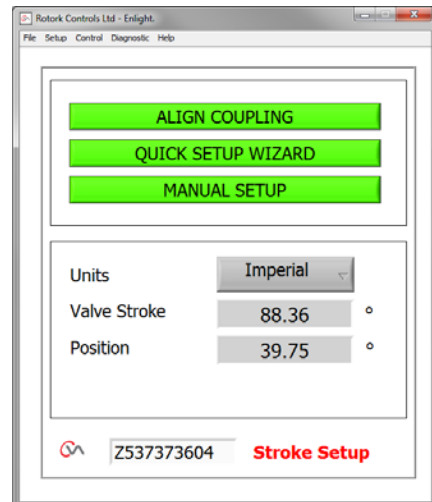 Rotork Controls Ltd - Enlight.
File Setup Control Diagnostic Help
ALIGN COUPLING
QUICK SETUP WIZARD
MANUAL SETUP
Units Imperial
Valve Stroke 88.36 °
Position 39.75 °
Z537373604 Stroke Setup